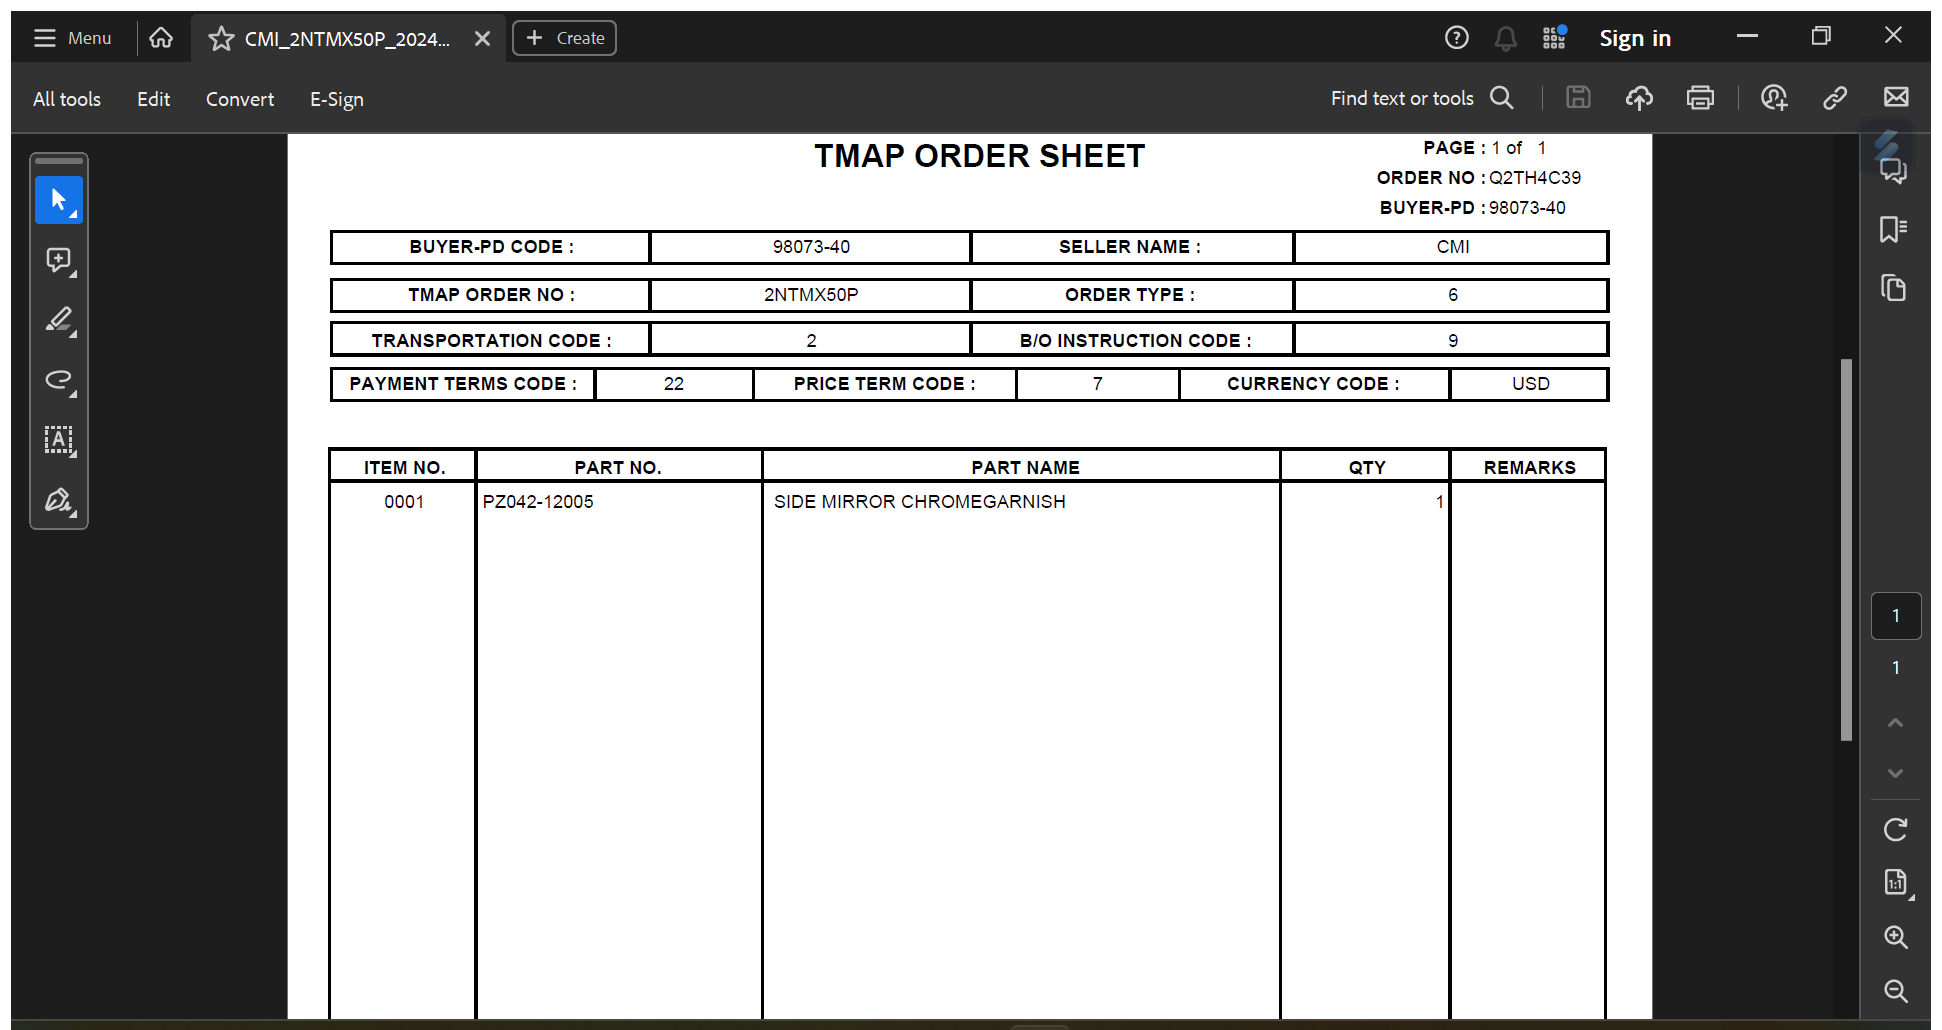 Menu CMI_2NTMX50P_2024... Create Sign in
All tools Edit Convert E-Sign Find text or tools
TMAP ORDER SHEET
PAGE : 1 of 1
ORDER NO : Q2TH4C39
BUYER-PD : 98073-40
BUYER-PD CODE : 98073-40 SELLER NAME : CMI
TMAP ORDER NO : 2NTMX50P ORDER TYPE : 6
TRANSPORTATION CODE : 2 B/O INSTRUCTION CODE : 9
PAYMENT TERMS CODE : 22 PRICE TERM CODE : 7 CURRENCY CODE : USD
ITEM NO. PART NO. PART NAME QTY REMARKS
0001 PZ042-12005 SIDE MIRROR CHROMEGARNISH 1
1
1